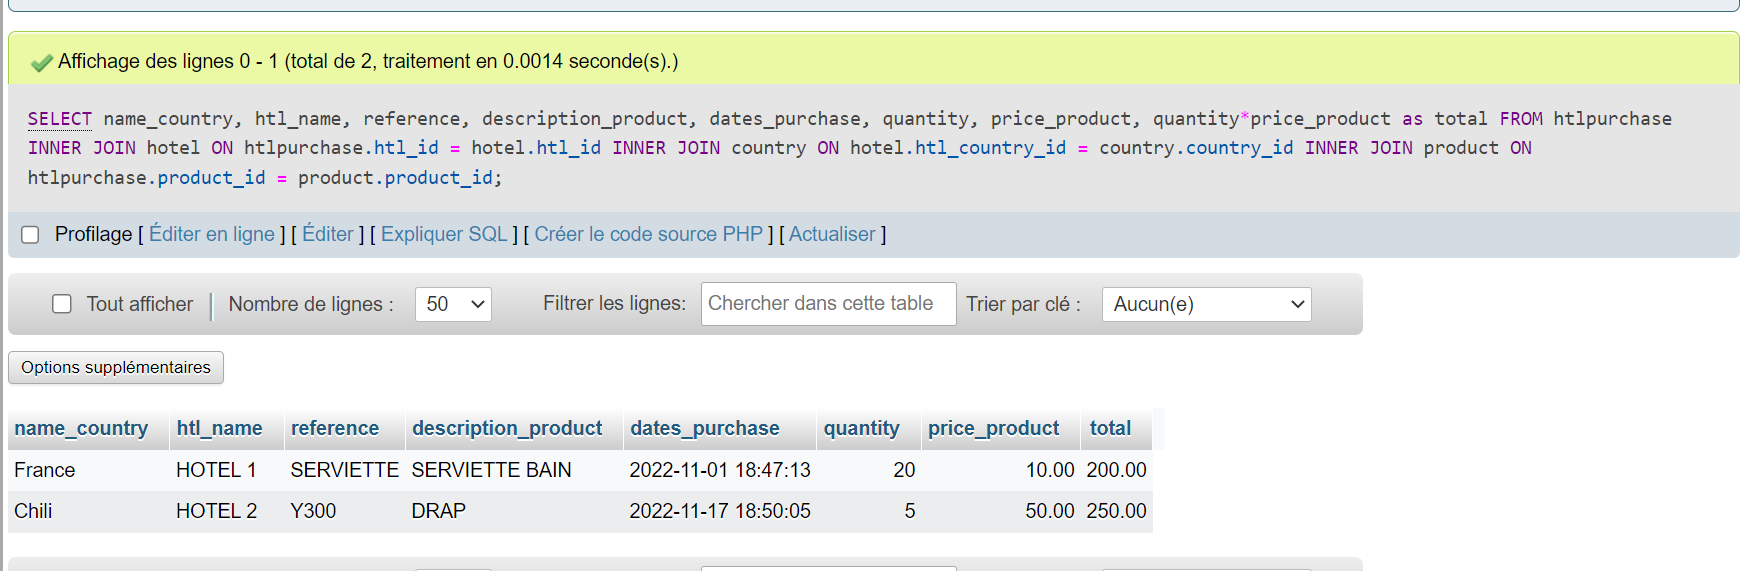 Affichage des lignes 0 - 1 (total de 2, traitement en 0.0014 seconde(s).)
SELECT name_country, htl_name, reference, description_product, dates_purchase, quantity, price_product, quantity*price_product as total FROM htlpurchase
INNER JOIN hotel ON htlpurchase.htl_id = hotel.htl_id INNER JOIN country ON hotel.htl_country_id = country.country_id INNER JOIN product ON
htlpurchase.product_id = product.product_id;
Profilage [ Éditer en ligne ] [ Éditer ] [ Expliquer SQL ] [ Créer le code source PHP ] [ Actualiser ]
Tout afficher Nombre de lignes : 50 Filtrer les lignes: Chercher dans cette table Trier par clé : Aucun(e)
Options supplémentaires
name_country htl_name reference description_product dates_purchase quantity price_product total
France HOTEL 1 SERVIETTE SERVIETTE BAIN 2022-11-01 18:47:13 20 10.00 200.00
Chili HOTEL 2 Y300 DRAP 2022-11-17 18:50:05 5 50.00 250.00